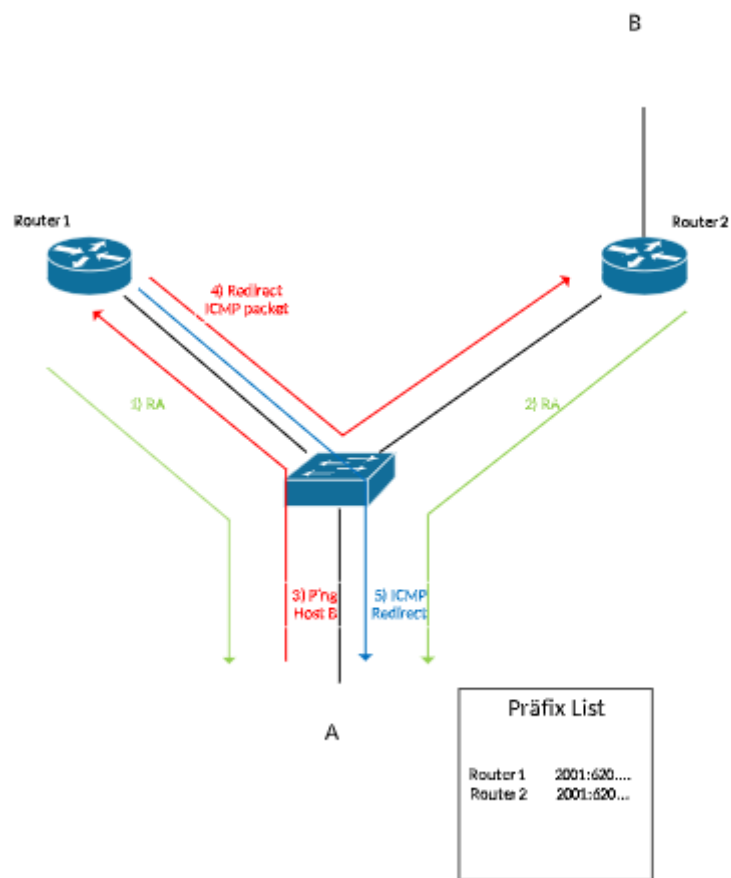 B
Router 1
Router 2
4) Redirect
ICMP packet
1) RA
2) RA
3) Ping
Host B
5) ICMP
Redirect
A
Präfix List
Router 1 2001:620....
Router 2 2001:620...